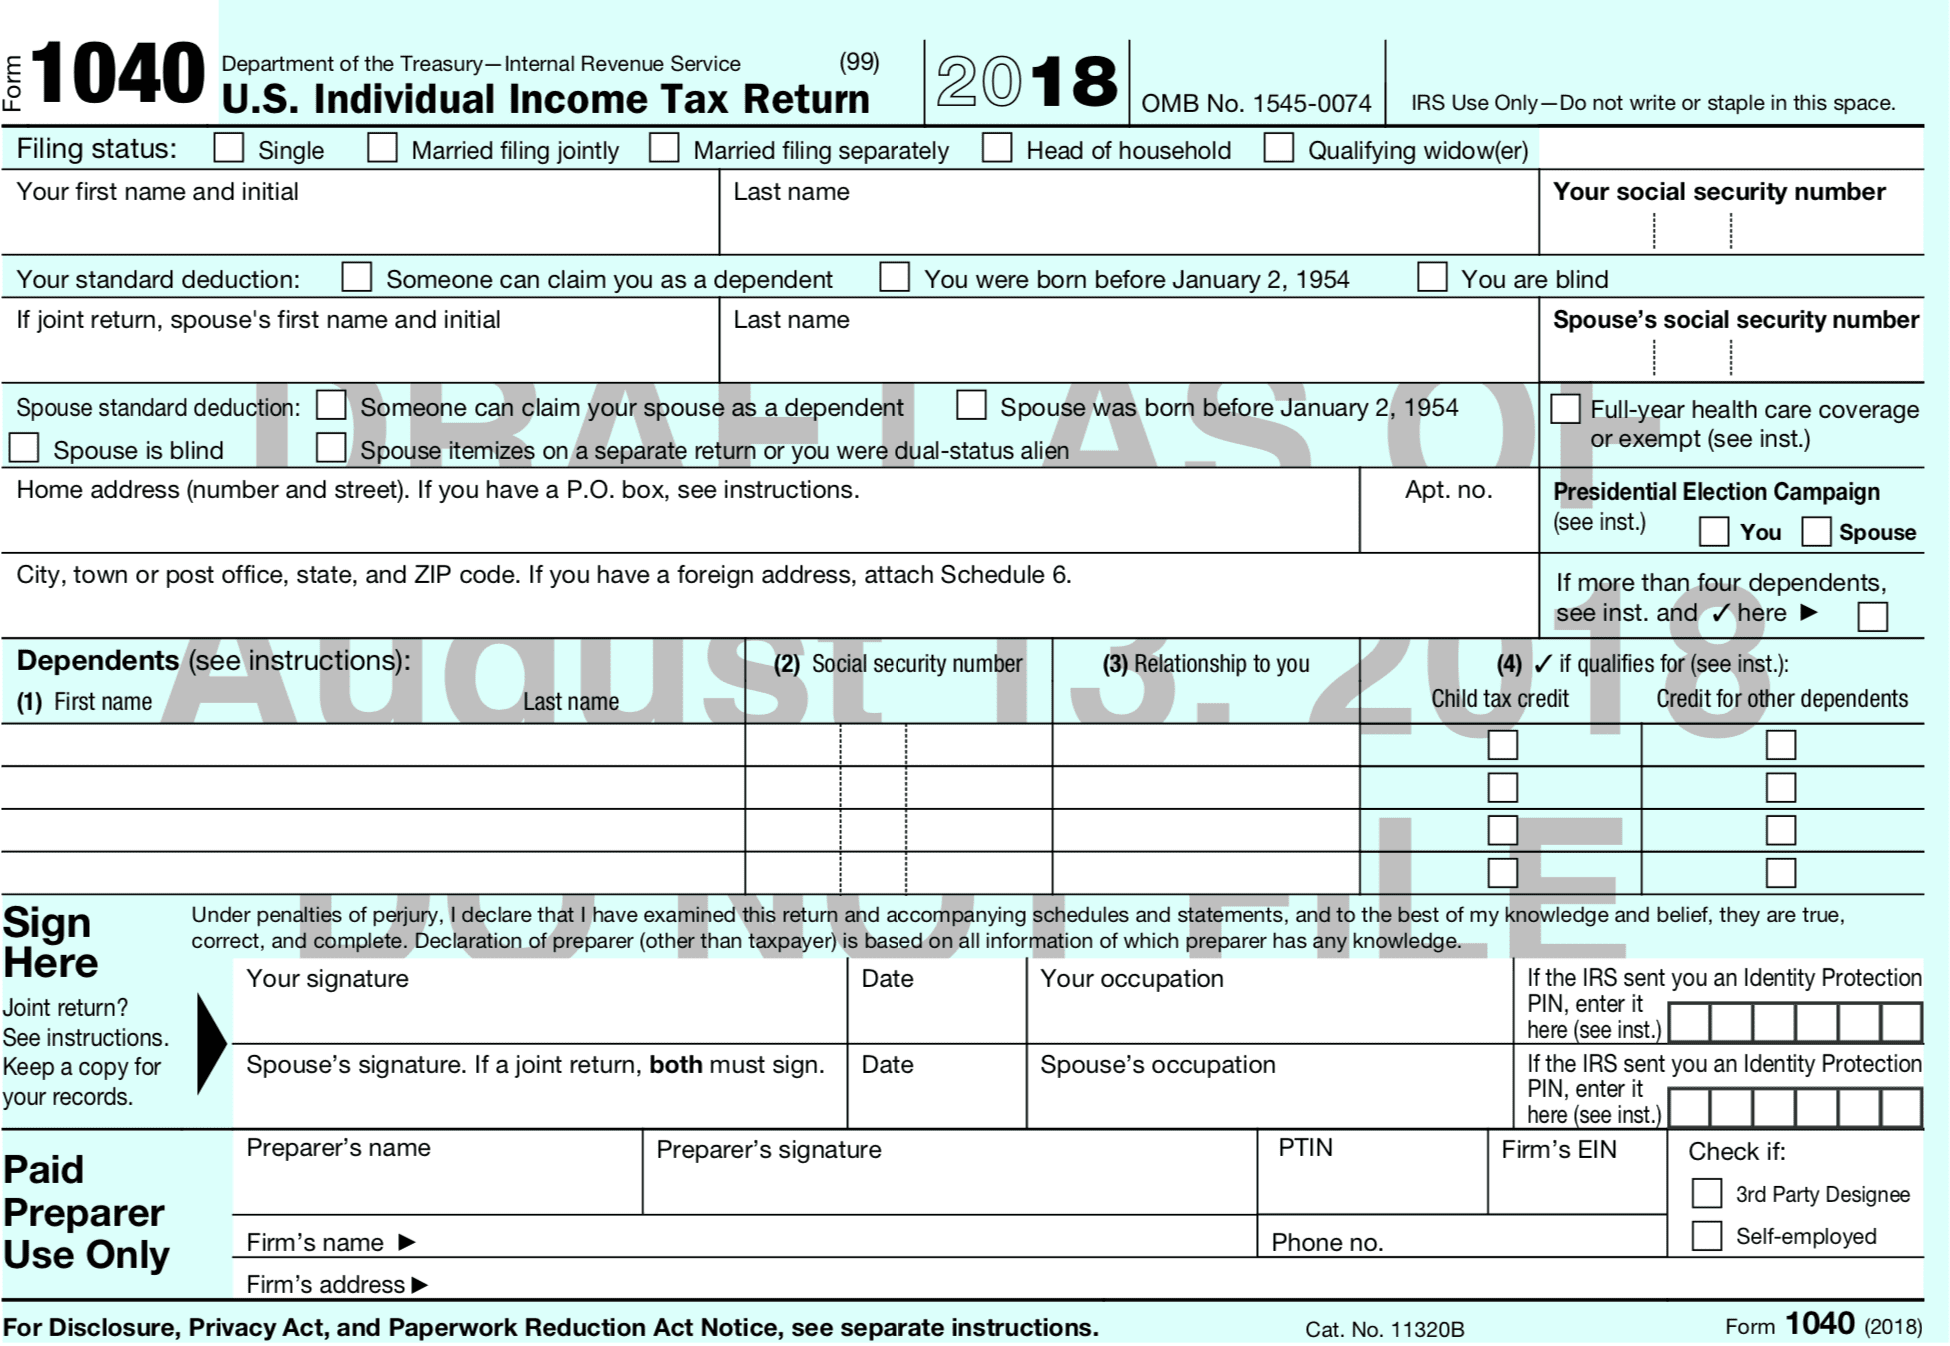 Form 1040 Department of the Treasury—Internal Revenue Service (99)
U.S. Individual Income Tax Return
2018
OMB No. 1545-0074
IRS Use Only—Do not write or staple in this space.
Filing status: Single Married filing jointly Married filing separately Head of household Qualifying widow(er)
Your first name and initial Last name Your social security number
Your standard deduction: Someone can claim you as a dependent You were born before January 2, 1954 You are blind
If joint return, spouse's first name and initial Last name Spouse’s social security number
DRAFT AS OF
Spouse standard deduction: Someone can claim your spouse as a dependent Spouse was born before January 2, 1954
Spouse is blind Spouse itemizes on a separate return or you were dual-status alien
Full-year health care coverage
or exempt (see inst.)
Home address (number and street). If you have a P.O. box, see instructions. Apt. no.
Presidential Election Campaign
(see inst.) You Spouse
City, town or post office, state, and ZIP code. If you have a foreign address, attach Schedule 6.
If more than four dependents,
see inst. and ✓ here ►
August 13, 2018
Dependents (see instructions): (2) Social security number (3) Relationship to you (4) ✓ if qualifies for (see inst.):
(1) First name Last name Child tax credit Credit for other dependents
DO NOT FILE
Sign
Here
Joint return?
See instructions.
Keep a copy for
your records.
Under penalties of perjury, I declare that I have examined this return and accompanying schedules and statements, and to the best of my knowledge and belief, they are true,
correct, and complete. Declaration of preparer (other than taxpayer) is based on all information of which preparer has any knowledge.
Your signature Date Your occupation
If the IRS sent you an Identity Protection
PIN, enter it
here (see inst.)
Spouse’s signature. If a joint return, both must sign. Date Spouse’s occupation
If the IRS sent you an Identity Protection
PIN, enter it
here (see inst.)
Paid
Preparer
Use Only
Preparer’s name Preparer’s signature PTIN Firm’s EIN
Check if:
3rd Party Designee
Self-employed
Firm’s name ► Phone no.
Firm’s address ►
For Disclosure, Privacy Act, and Paperwork Reduction Act Notice, see separate instructions. Cat. No. 11320B Form 1040 (2018)